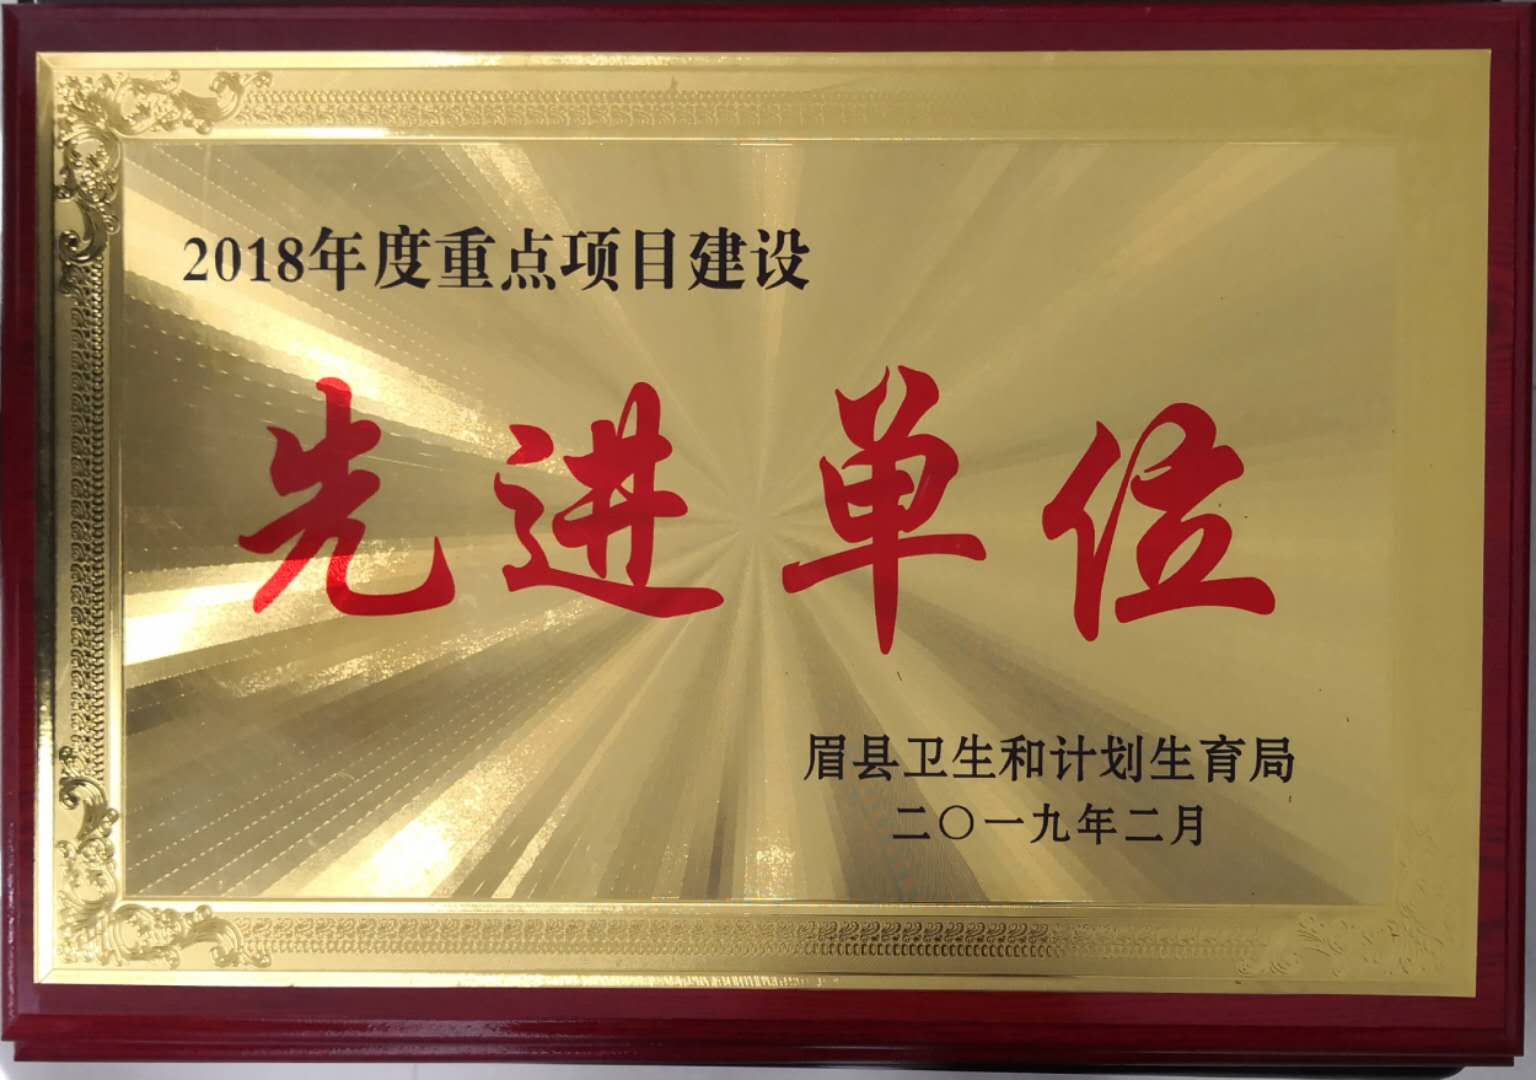 2018年度重点项目建设
先进单位
眉县卫生和计划生育局
二〇一九年二月